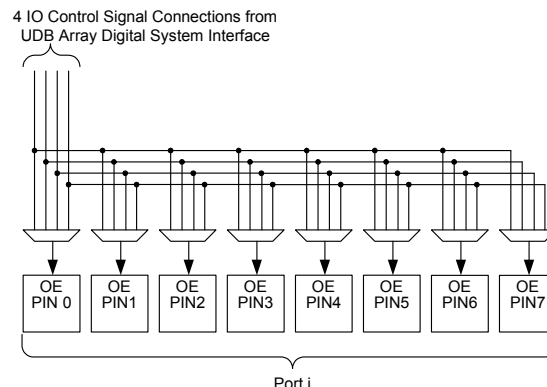 4 IO Control Signal Connections from
UDB Array Digital System Interface
OE
PIN 0
OE
PIN1
OE
PIN2
OE
PIN3
OE
PIN4
OE
PIN5
OE
PIN6
OE
PIN7
Port i